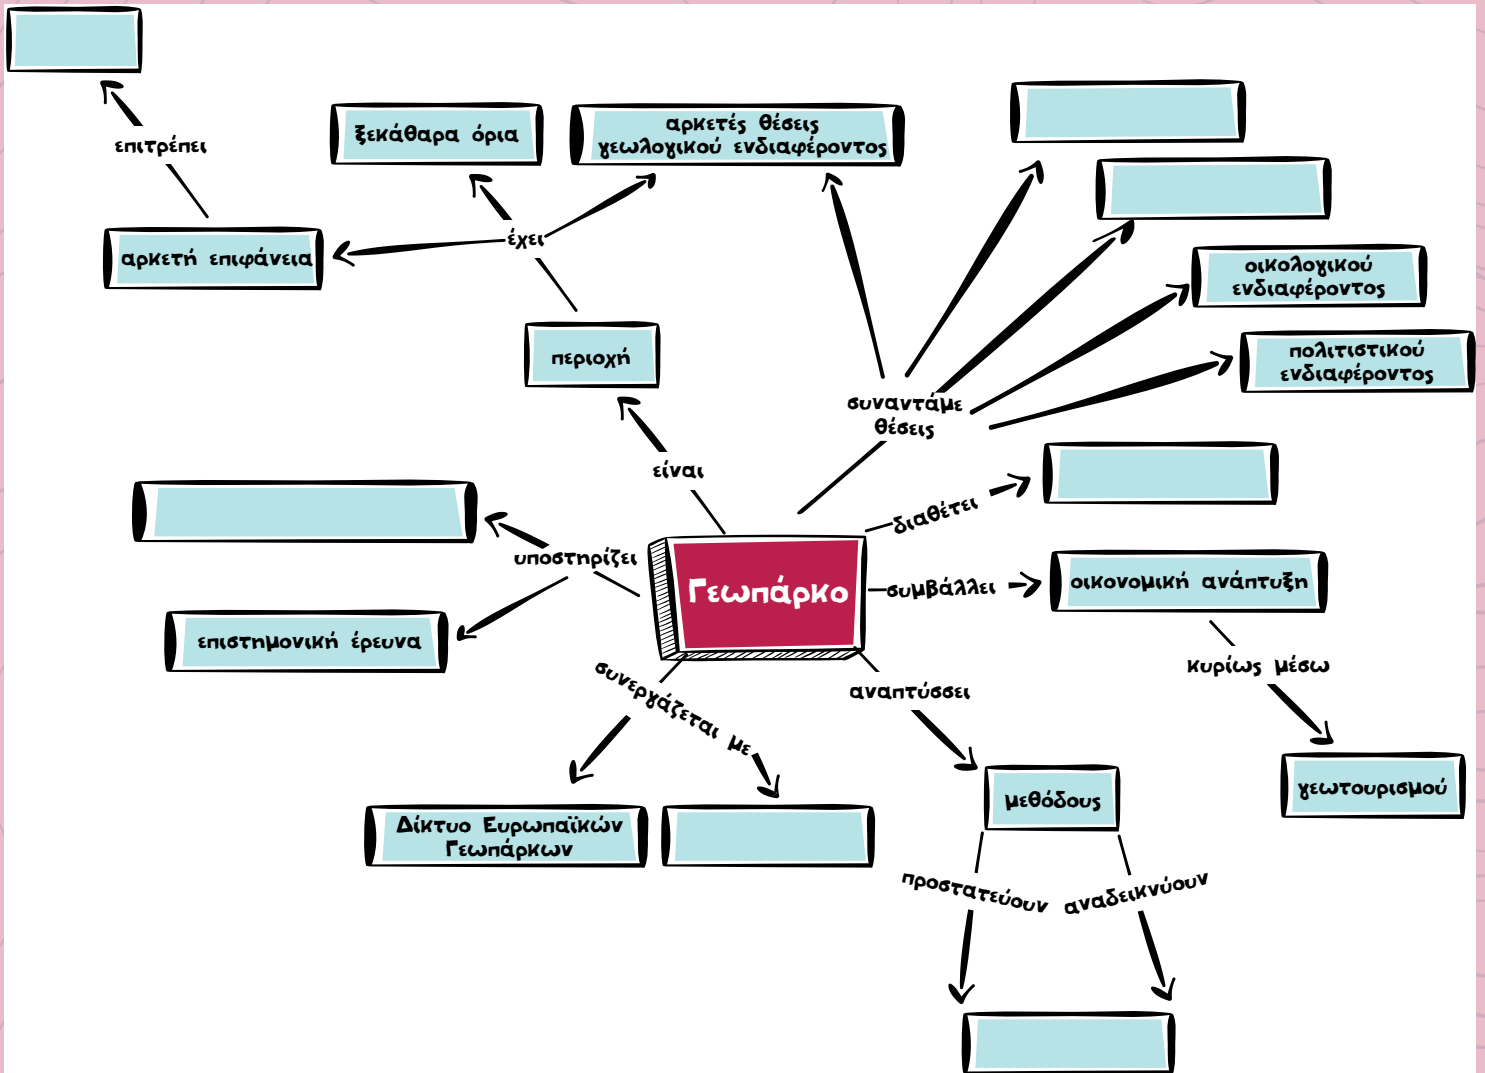 ξεκάθαρα όρια
αρκετές θέσεις
γεωλογικού ενδιαφέροντος
επιτρέπει
αρκετή επιφάνεια
έχει
οικολογικού
ενδιαφέροντος
περιοχή
πολιτιστικού
ενδιαφέροντος
συναντάμε
θέσεις
είναι
διαθέτει
υποστηρίζει
Γεωπάρκο
συμβάλλει
οικονομική ανάπτυξη
επιστημονική έρευνα
κυρίως μέσω
συνεργάζεται με
αναπτύσσει
γεωτουρισμού
μεθόδους
Δίκτυο Ευρωπαϊκών
Γεωπάρκων
προστατεύουν
αναδεικνύουν